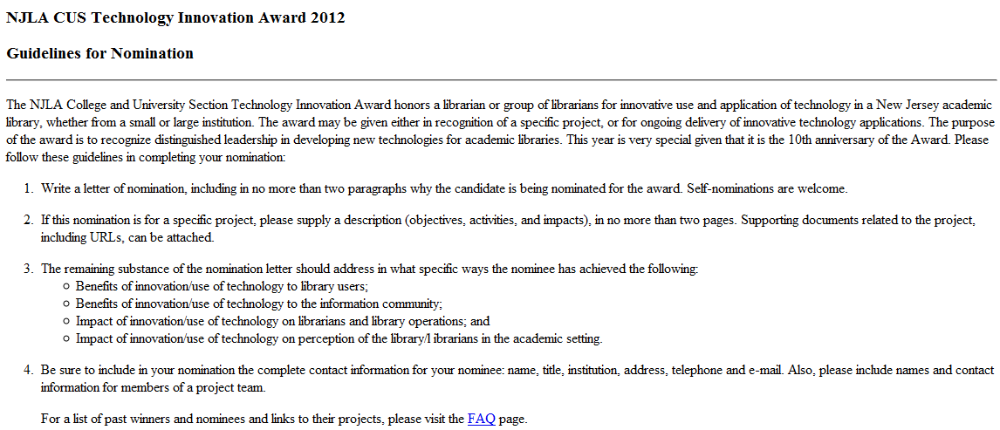 NJLA CUS Technology Innovation Award 2012
Guidelines for Nomination
The NJLA College and University Section Technology Innovation Award honors a librarian or group of librarians for innovative use and application of technology in a New Jersey academic
library, whether from a small or large institution. The award may be given either in recognition of a specific project, or for ongoing delivery of innovative technology applications. The purpose
of the award is to recognize distinguished leadership in developing new technologies for academic libraries. This year is very special given that it is the 10th anniversary of the Award. Please
follow these guidelines in completing your nomination:
1. Write a letter of nomination, including in no more than two paragraphs why the candidate is being nominated for the award. Self-nominations are welcome.
2. If this nomination is for a specific project, please supply a description (objectives, activities, and impacts), in no more than two pages. Supporting documents related to the project,
including URLs, can be attached.
3. The remaining substance of the nomination letter should address in what specific ways the nominee has achieved the following:
○ Benefits of innovation/use of technology to library users;
○ Benefits of innovation/use of technology to the information community;
○ Impact of innovation/use of technology on librarians and library operations; and
○ Impact of innovation/use of technology on perception of the library/l ibrarians in the academic setting.
4. Be sure to include in your nomination the complete contact information for your nominee: name, title, institution, address, telephone and e-mail. Also, please include names and contact
information for members of a project team.
For a list of past winners and nominees and links to their projects, please visit the FAQ page.